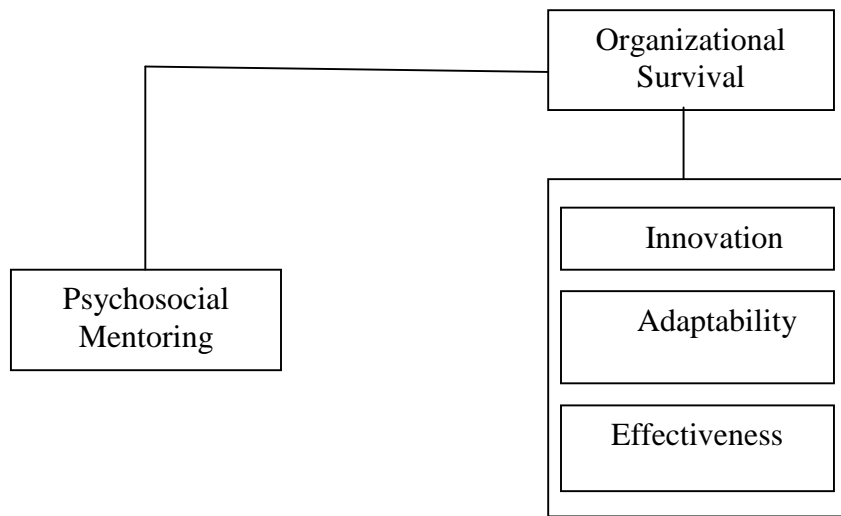 Organizational
Survival
Innovation
Psychosocial
Mentoring
Adaptability
Effectiveness